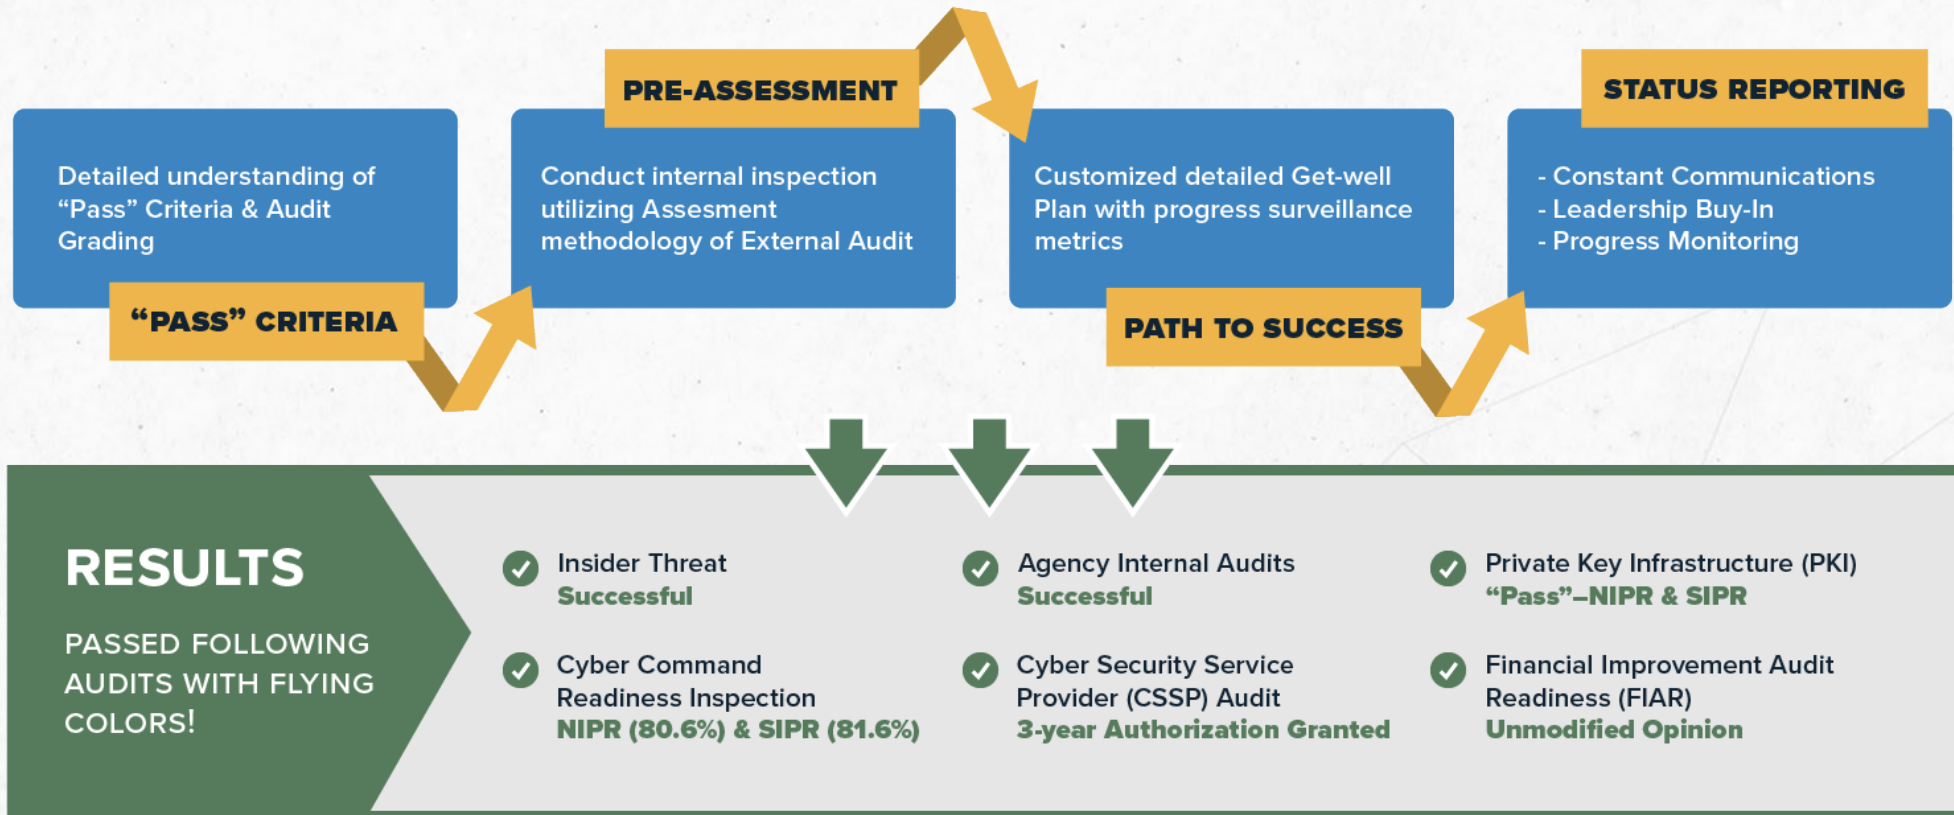 PRE-ASSESSMENT
STATUS REPORTING
Detailed understanding of
“Pass” Criteria & Audit
Grading
“PASS” CRITERIA
Conduct internal inspection
utilizing Assesment
methodology of External Audit
Customized detailed Get-well
Plan with progress surveillance
metrics
PATH TO SUCCESS
- Constant Communications
- Leadership Buy-In
- Progress Monitoring
RESULTS
PASSED FOLLOWING
AUDITS WITH FLYING
COLORS!
Insider Threat
Successful
Agency Internal Audits
Successful
Private Key Infrastructure (PKI)
“Pass”–NIPR & SIPR
Cyber Command
Readiness Inspection
NIPR (80.6%) & SIPR (81.6%)
Cyber Security Service
Provider (CSSP) Audit
3-year Authorization Granted
Financial Improvement Audit
Readiness (FIAR)
Unmodified Opinion